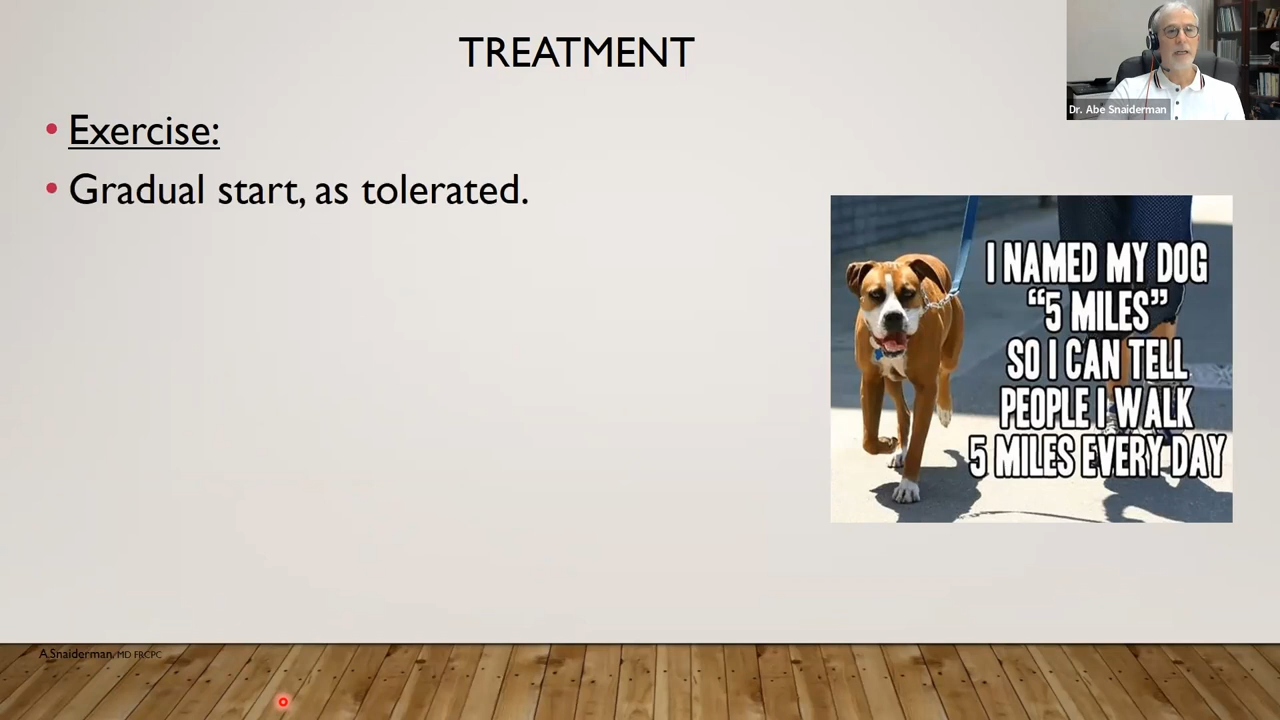 TREATMENT
Dr. Abe Snaiderman
• Exercise:
• Gradual start, as tolerated.
I NAMED MY DOG
“5 MILES”
SO I CAN TELL
PEOPLE I WALK
5 MILES EVERY DAY
A.Snaiderman, MD FRCPC